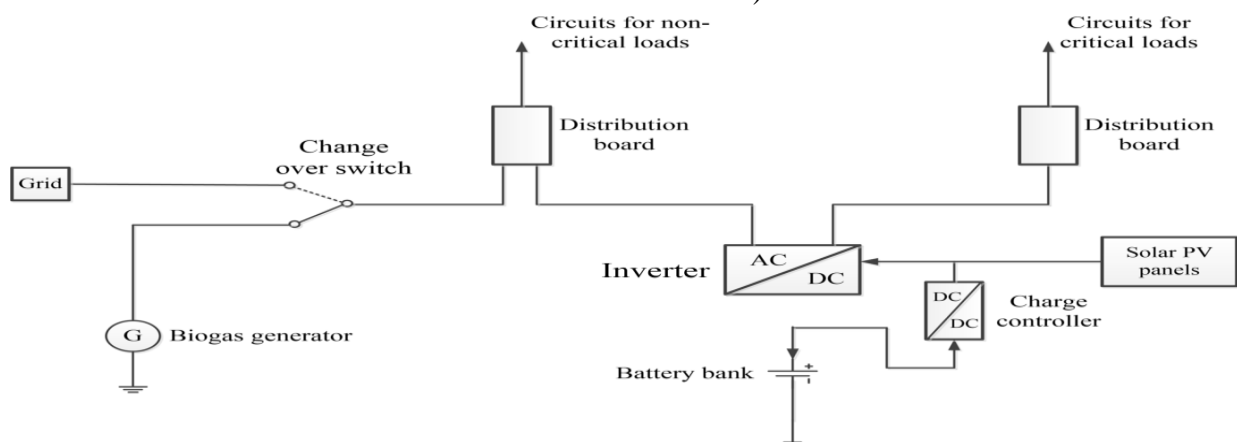 Circuits for non-
critical loads
Circuits for
critical loads
Distribution
board
Distribution
board
Change
over switch
Grid
AC
DC
Inverter
Solar PV
panels
DC
DC
Charge
controller
G
Biogas generator
Battery bank
+
-